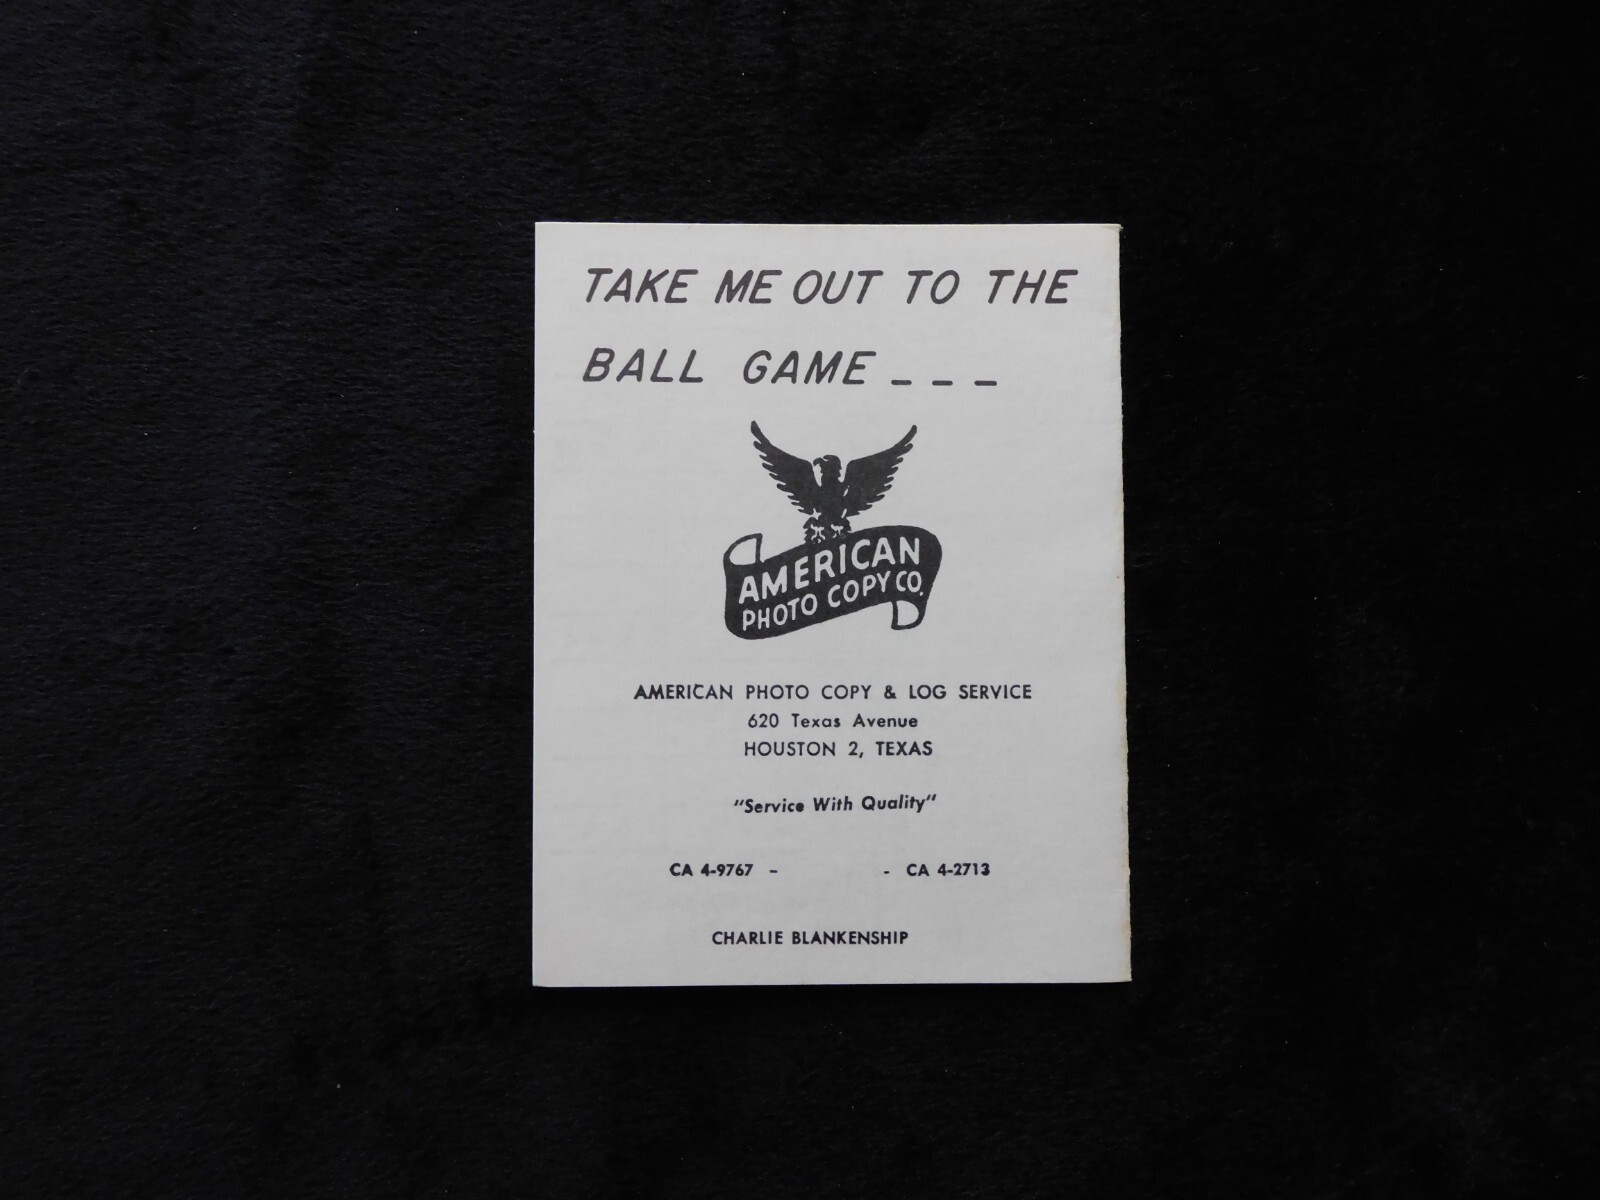 TAKE ME OUT TO THE
BALL GAME _ _ _
AMERICAN
PHOTO COPY CO.
AMERICAN PHOTO COPY & LOG SERVICE
620 Texas Avenue
HOUSTON 2, TEXAS
"Service With Quality"
CA 4-9767 - - CA 4-2713
CHARLIE BLANKENSHIP